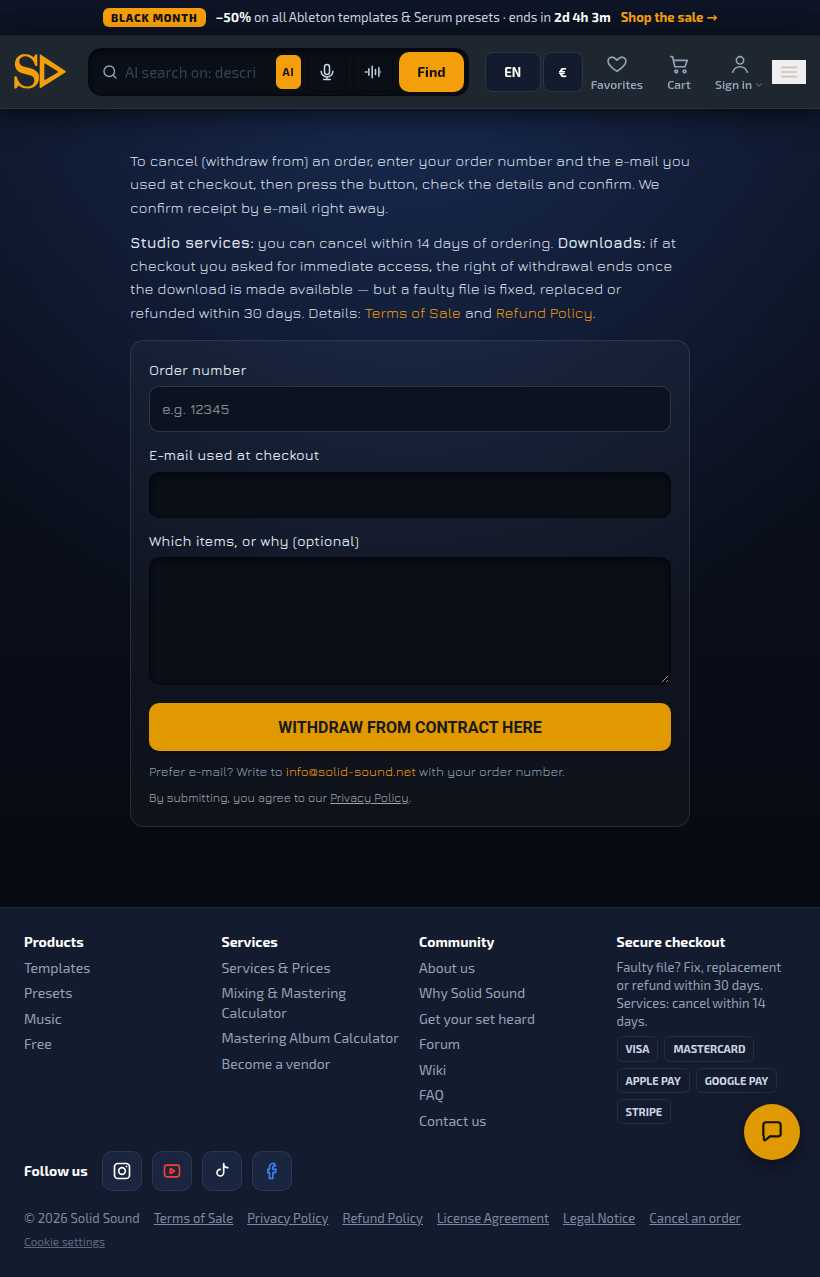 BLACK MONTH −50% on all Ableton templates & Serum presets · ends in 2d 4h 3m Shop the sale →
S AI search on: descri AI Find EN € Favorites Cart Sign in
To cancel (withdraw from) an order, enter your order number and the e-mail you
used at checkout, then press the button, check the details and confirm. We
confirm receipt by e-mail right away.
Studio services: you can cancel within 14 days of ordering. Downloads: if at
checkout you asked for immediate access, the right of withdrawal ends once
the download is made available — but a faulty file is fixed, replaced or
refunded within 30 days. Details: Terms of Sale and Refund Policy.
Order number
e.g. 12345
E-mail used at checkout
Which items, or why (optional)
WITHDRAW FROM CONTRACT HERE
Prefer e-mail? Write to info@solid-sound.net with your order number.
By submitting, you agree to our Privacy Policy.
Products
Templates
Presets
Music
Free
Services
Services & Prices
Mixing & Mastering
Calculator
Mastering Album Calculator
Become a vendor
Community
About us
Why Solid Sound
Get your set heard
Forum
Wiki
FAQ
Contact us
Secure checkout
Faulty file? Fix, replacement
or refund within 30 days.
Services: cancel within 14
days.
VISA MASTERCARD
APPLE PAY GOOGLE PAY
STRIPE
Follow us
© 2026 Solid Sound Terms of Sale Privacy Policy Refund Policy License Agreement Legal Notice Cancel an order
Cookie settings